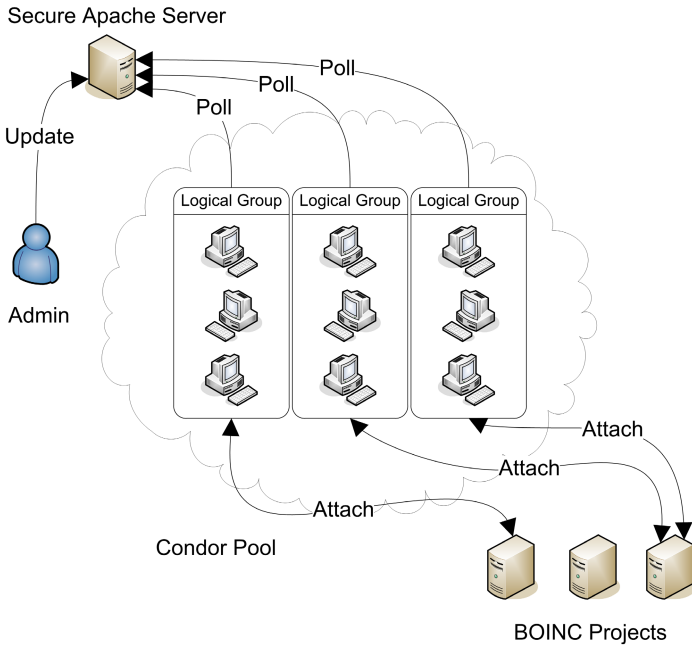 Secure Apache Server
Poll
Poll
Poll
Update
Logical Group
Logical Group
Logical Group
Admin
Attach
Attach
Attach
Condor Pool
BOINC Projects